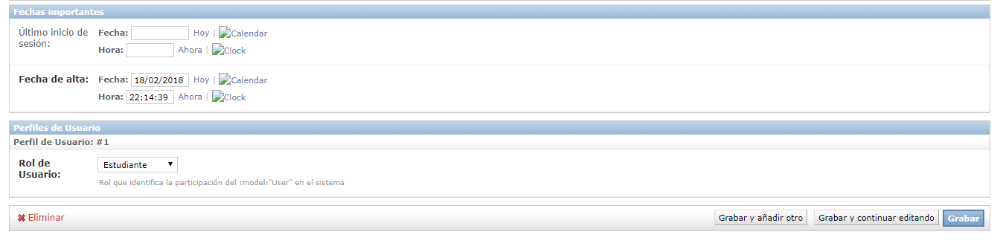 Fechas importantes
Último inicio de sesión:
Fecha: Hoy | Calendar
Hora: Ahora | Clock
Fecha de alta:
Fecha: 18/02/2018 Hoy | Calendar
Hora: 22:14:39 Ahora | Clock
Perfiles de Usuario
Perfil de Usuario: #1
Rol de Usuario:
Estudiante
Rol que identifica la participación del :model:"User" en el sistema
Eliminar
Grabar y añadir otro Grabar y continuar editando Grabar